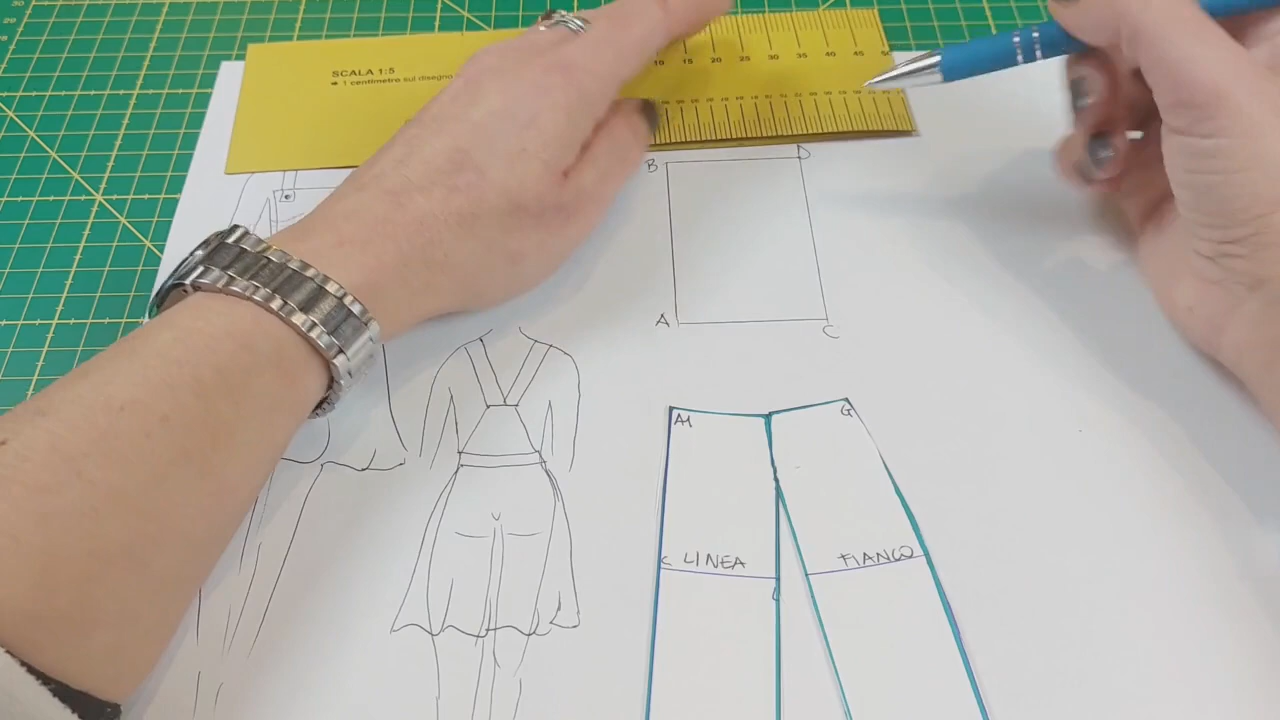 SCALA 1:5
➡ 1 centimetro sul disegno
10 15 20 25 30 35 40 45 50
B D
A C
A1 G
C LINEA FIANCO
L